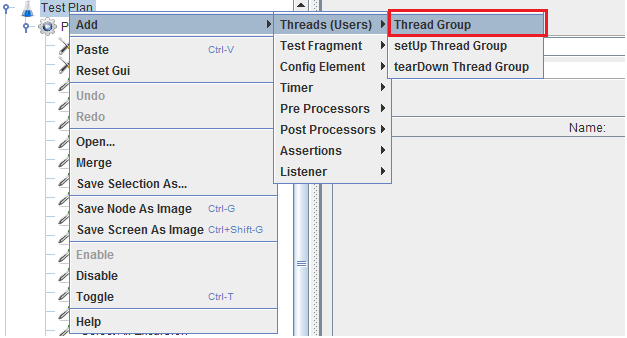 Test Plan
P
Add
Paste Ctrl-V
Reset Gui
Undo
Redo
Open...
Merge
Save Selection As...
Save Node As Image Ctrl-G
Save Screen As Image Ctrl+Shift-G
Enable
Disable
Toggle Ctrl-T
Help
Threads (Users)
Test Fragment
Config Element
Timer
Pre Processors
Post Processors
Assertions
Listener
Thread Group
setUp Thread Group
tearDown Thread Group
Name: